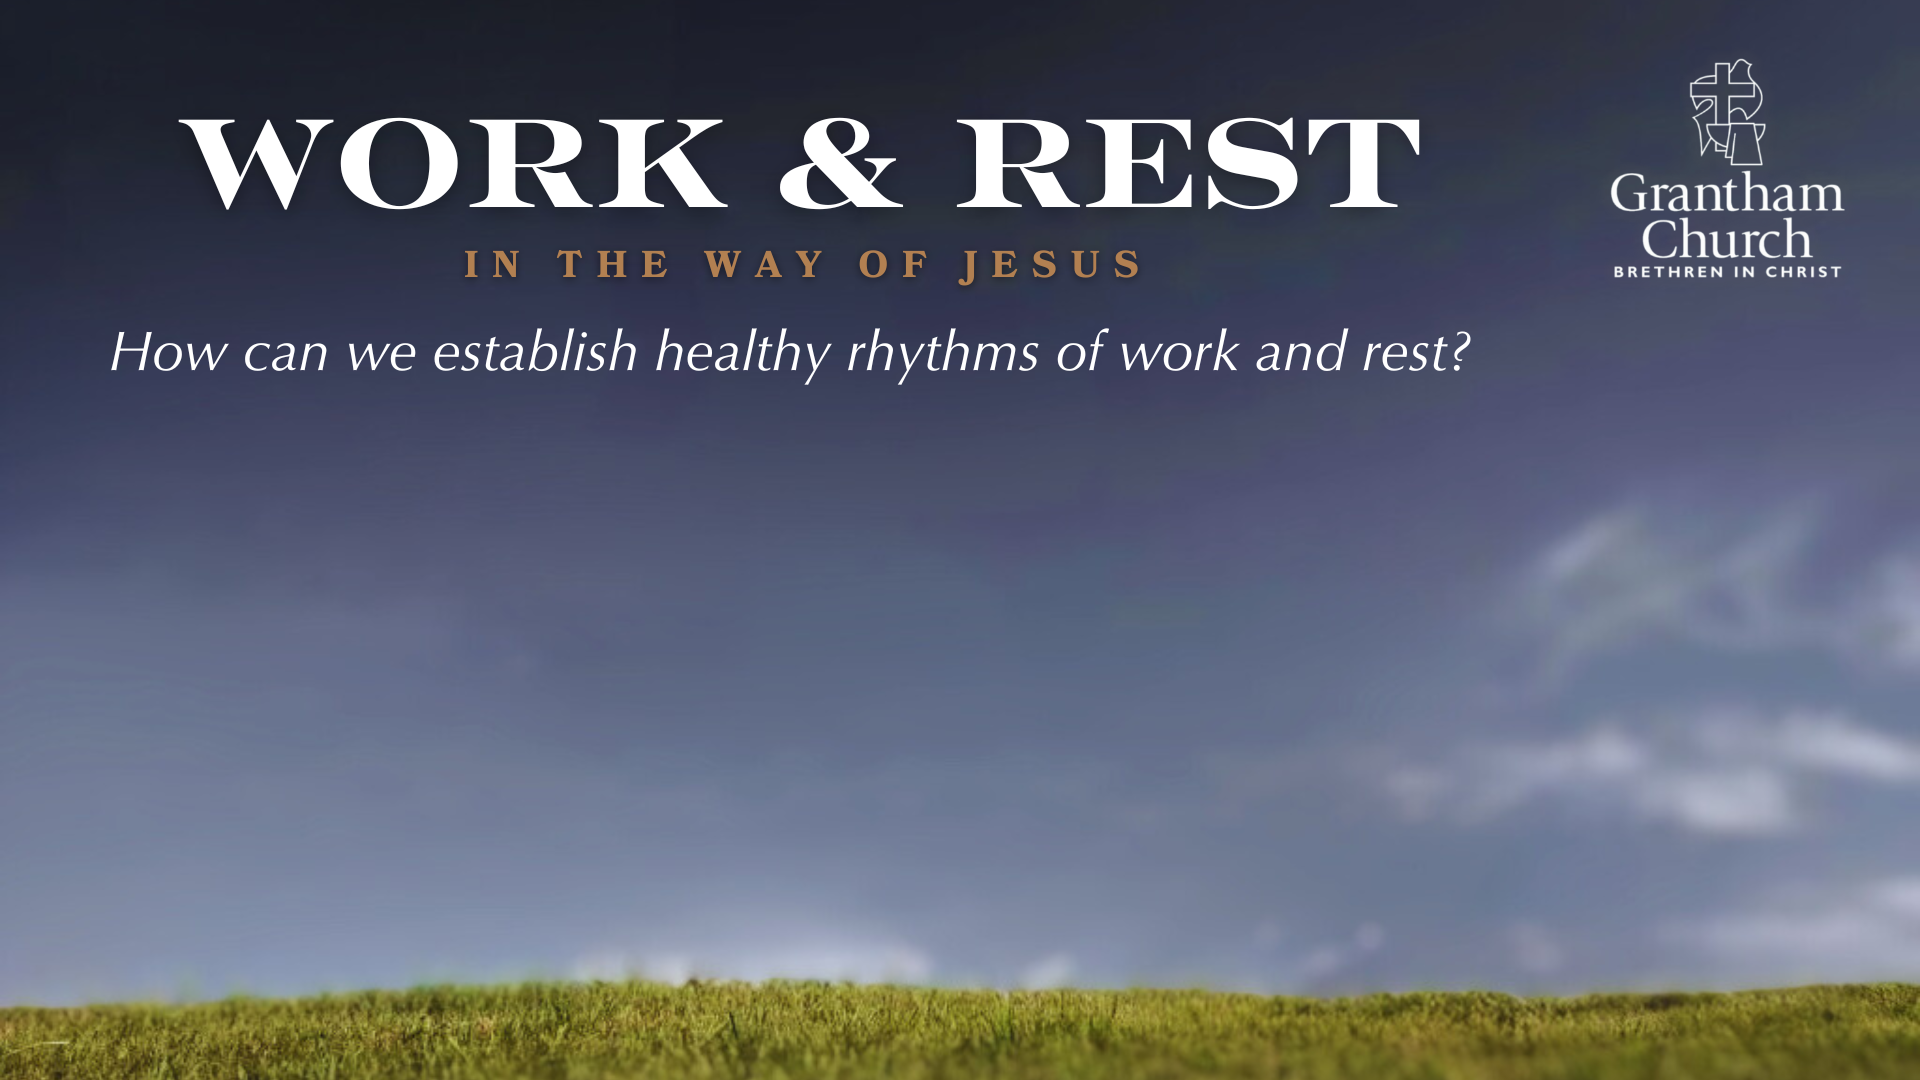 WORK & REST
IN THE WAY OF JESUS
How can we establish healthy rhythms of work and rest?
Grantham
Church
BRETHREN IN CHRIST